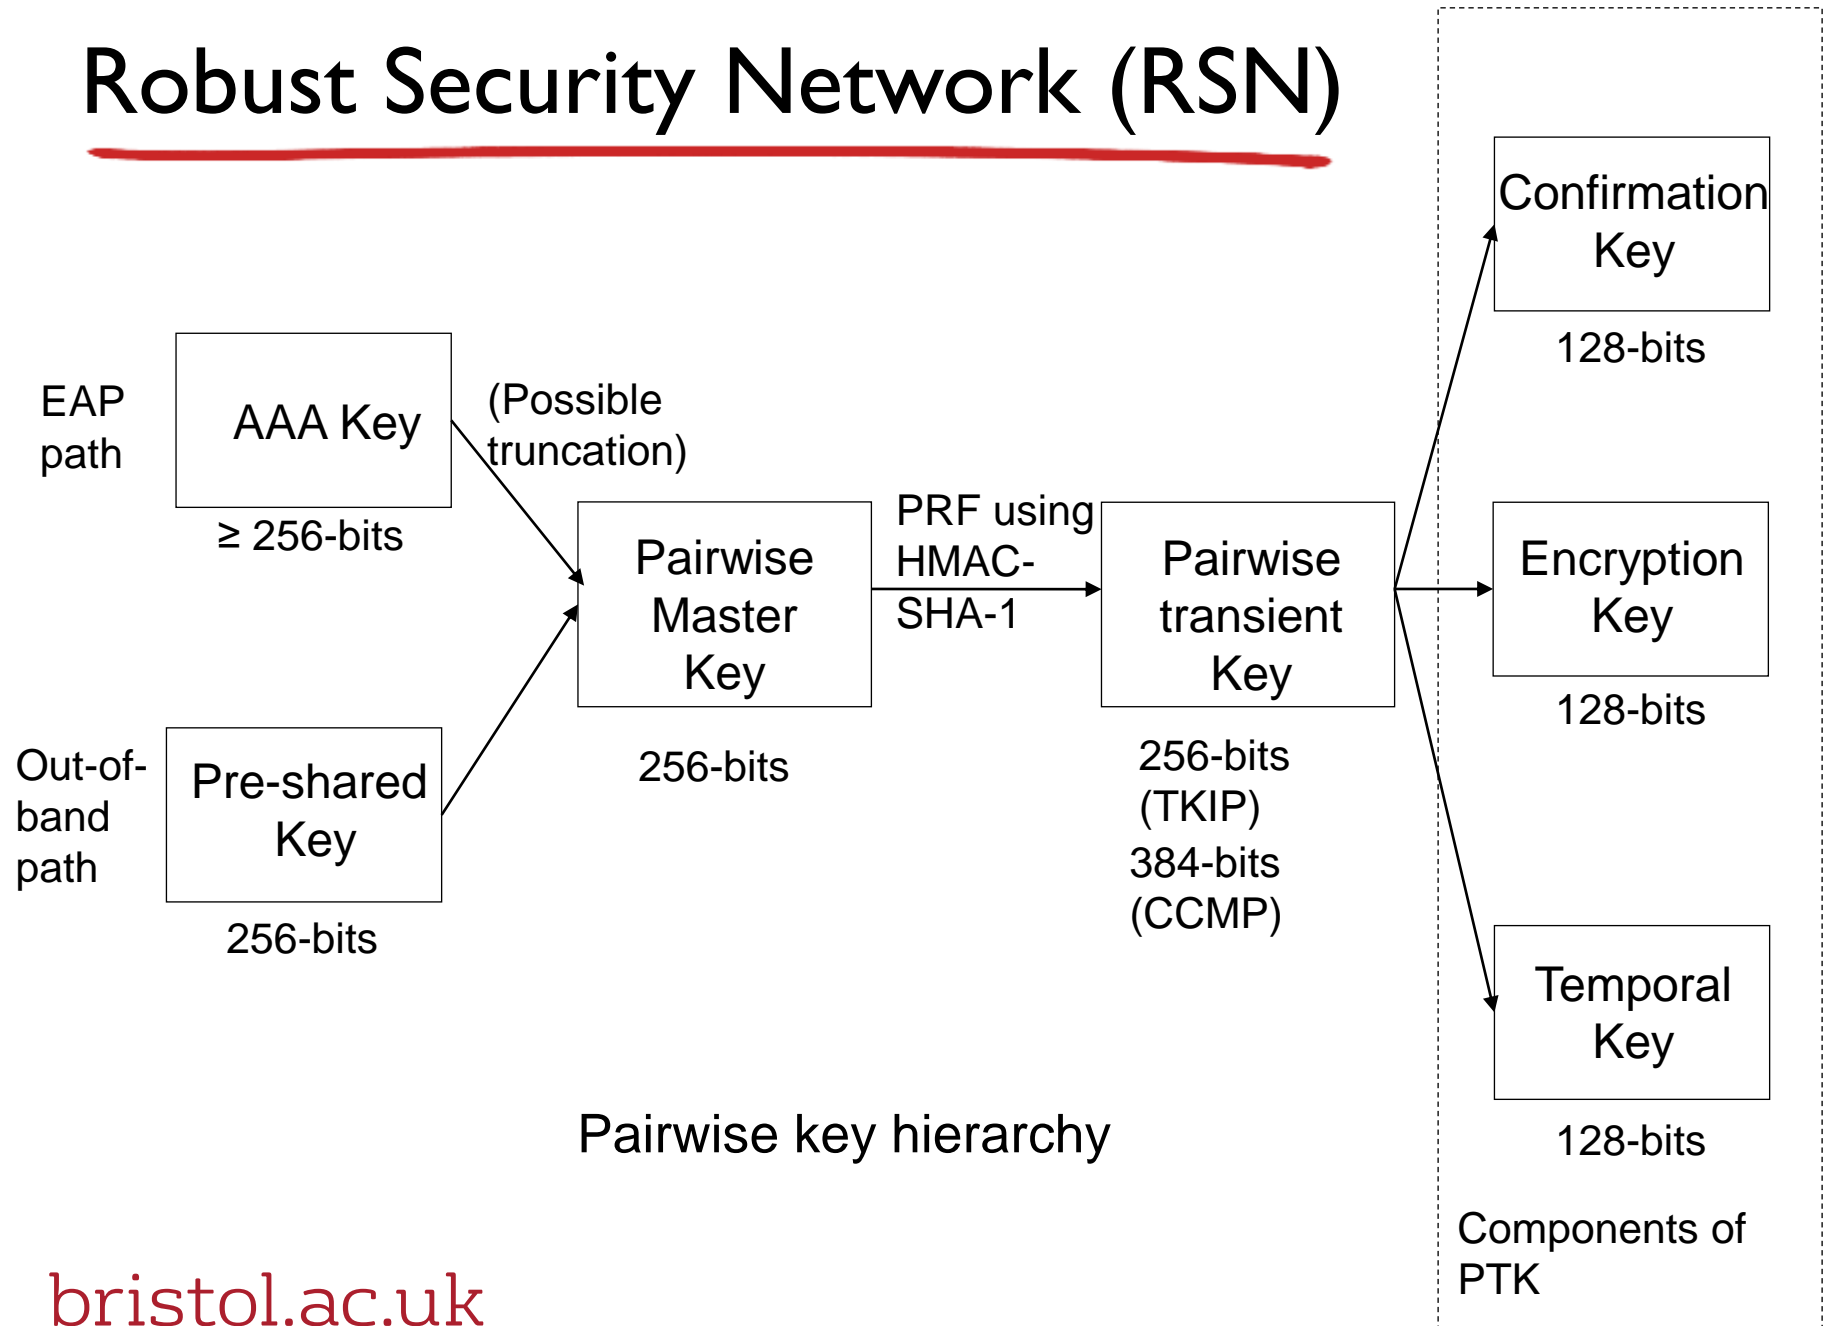 Robust Security Network (RSN)
EAP
path
AAA Key
≥ 256-bits
(Possible
truncation)
Out-of-
band
path
Pre-shared
Key
256-bits
Pairwise
Master
Key
256-bits
PRF using
HMAC-
SHA-1
Pairwise
transient
Key
256-bits
(TKIP)
384-bits
(CCMP)
Confirmation
Key
128-bits
Encryption
Key
128-bits
Temporal
Key
128-bits
Components of
PTK
Pairwise key hierarchy
bristol.ac.uk